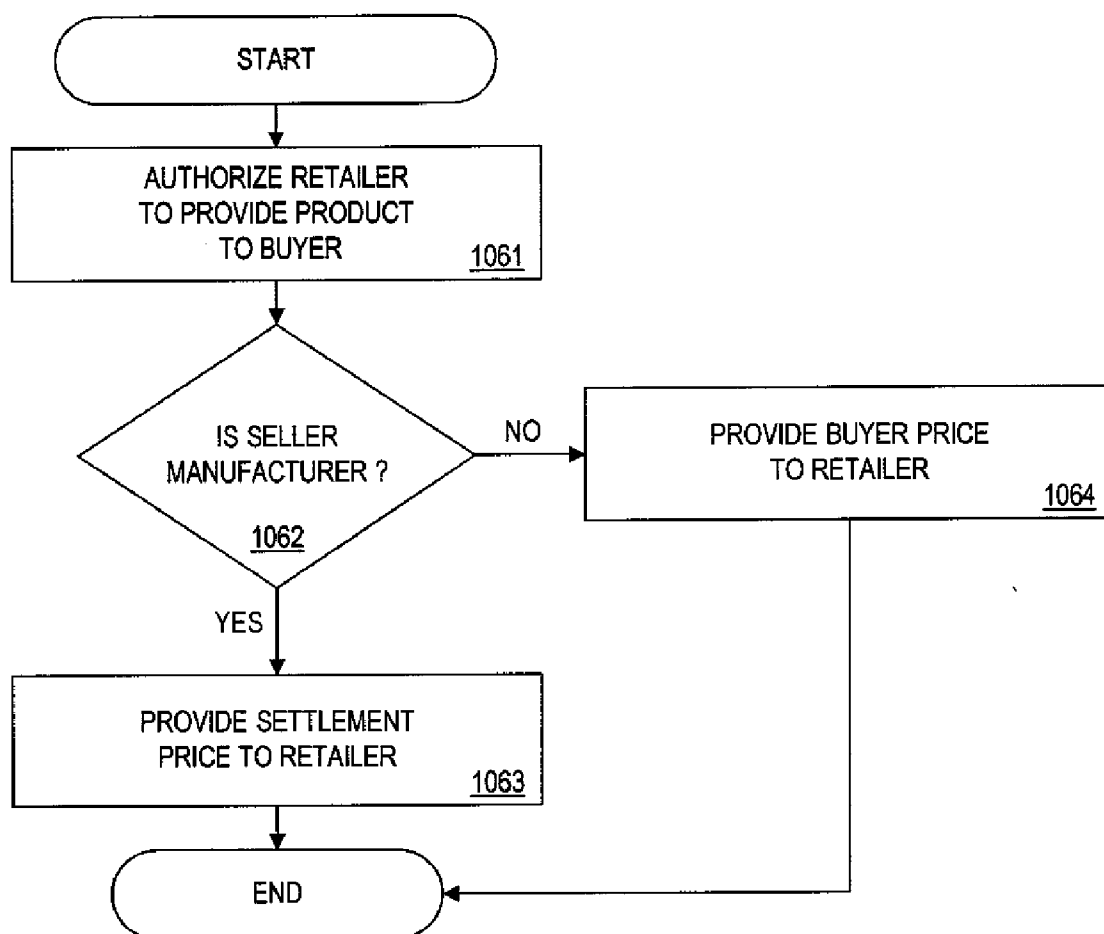 START
AUTHORIZE RETAILER
TO PROVIDE PRODUCT
TO BUYER
1061
IS SELLER
MANUFACTURER ?
1062
NO
PROVIDE BUYER PRICE
TO RETAILER
1064
YES
PROVIDE SETTLEMENT
PRICE TO RETAILER
1063
END